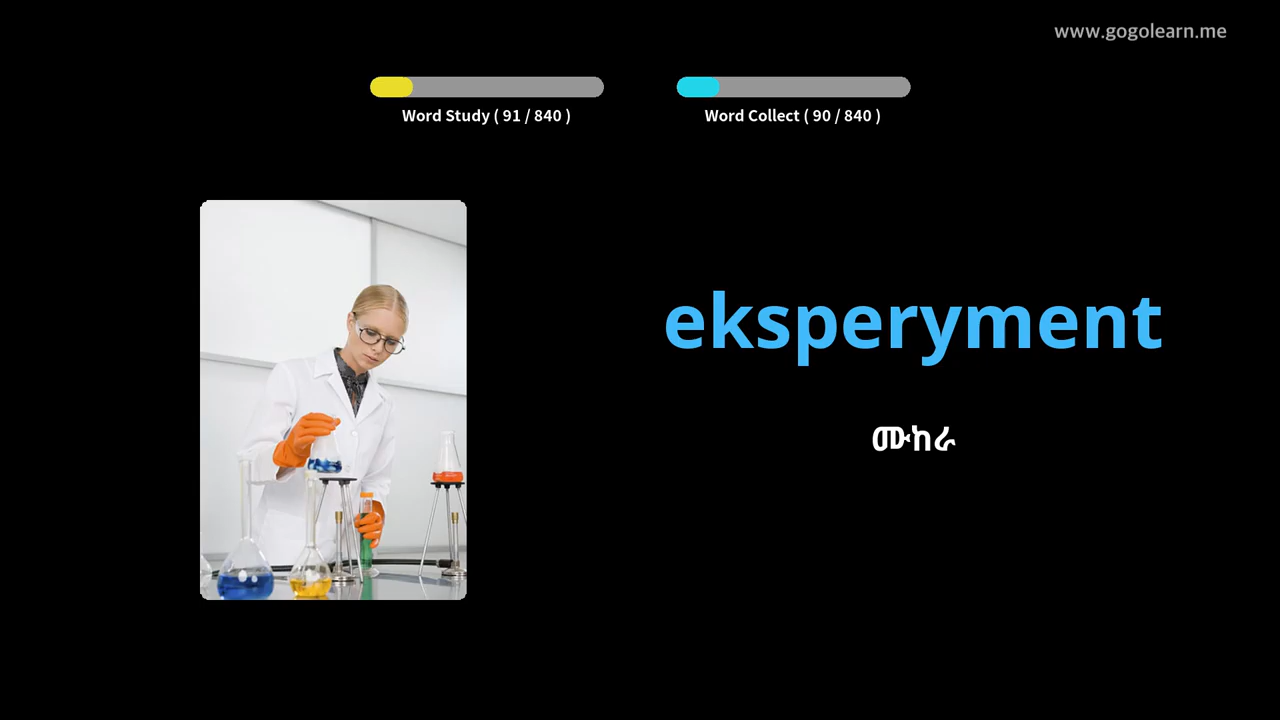 www.gogolearn.me
Word Study ( 91 / 840 )
Word Collect ( 90 / 840 )
eksperyment
ሙከራ